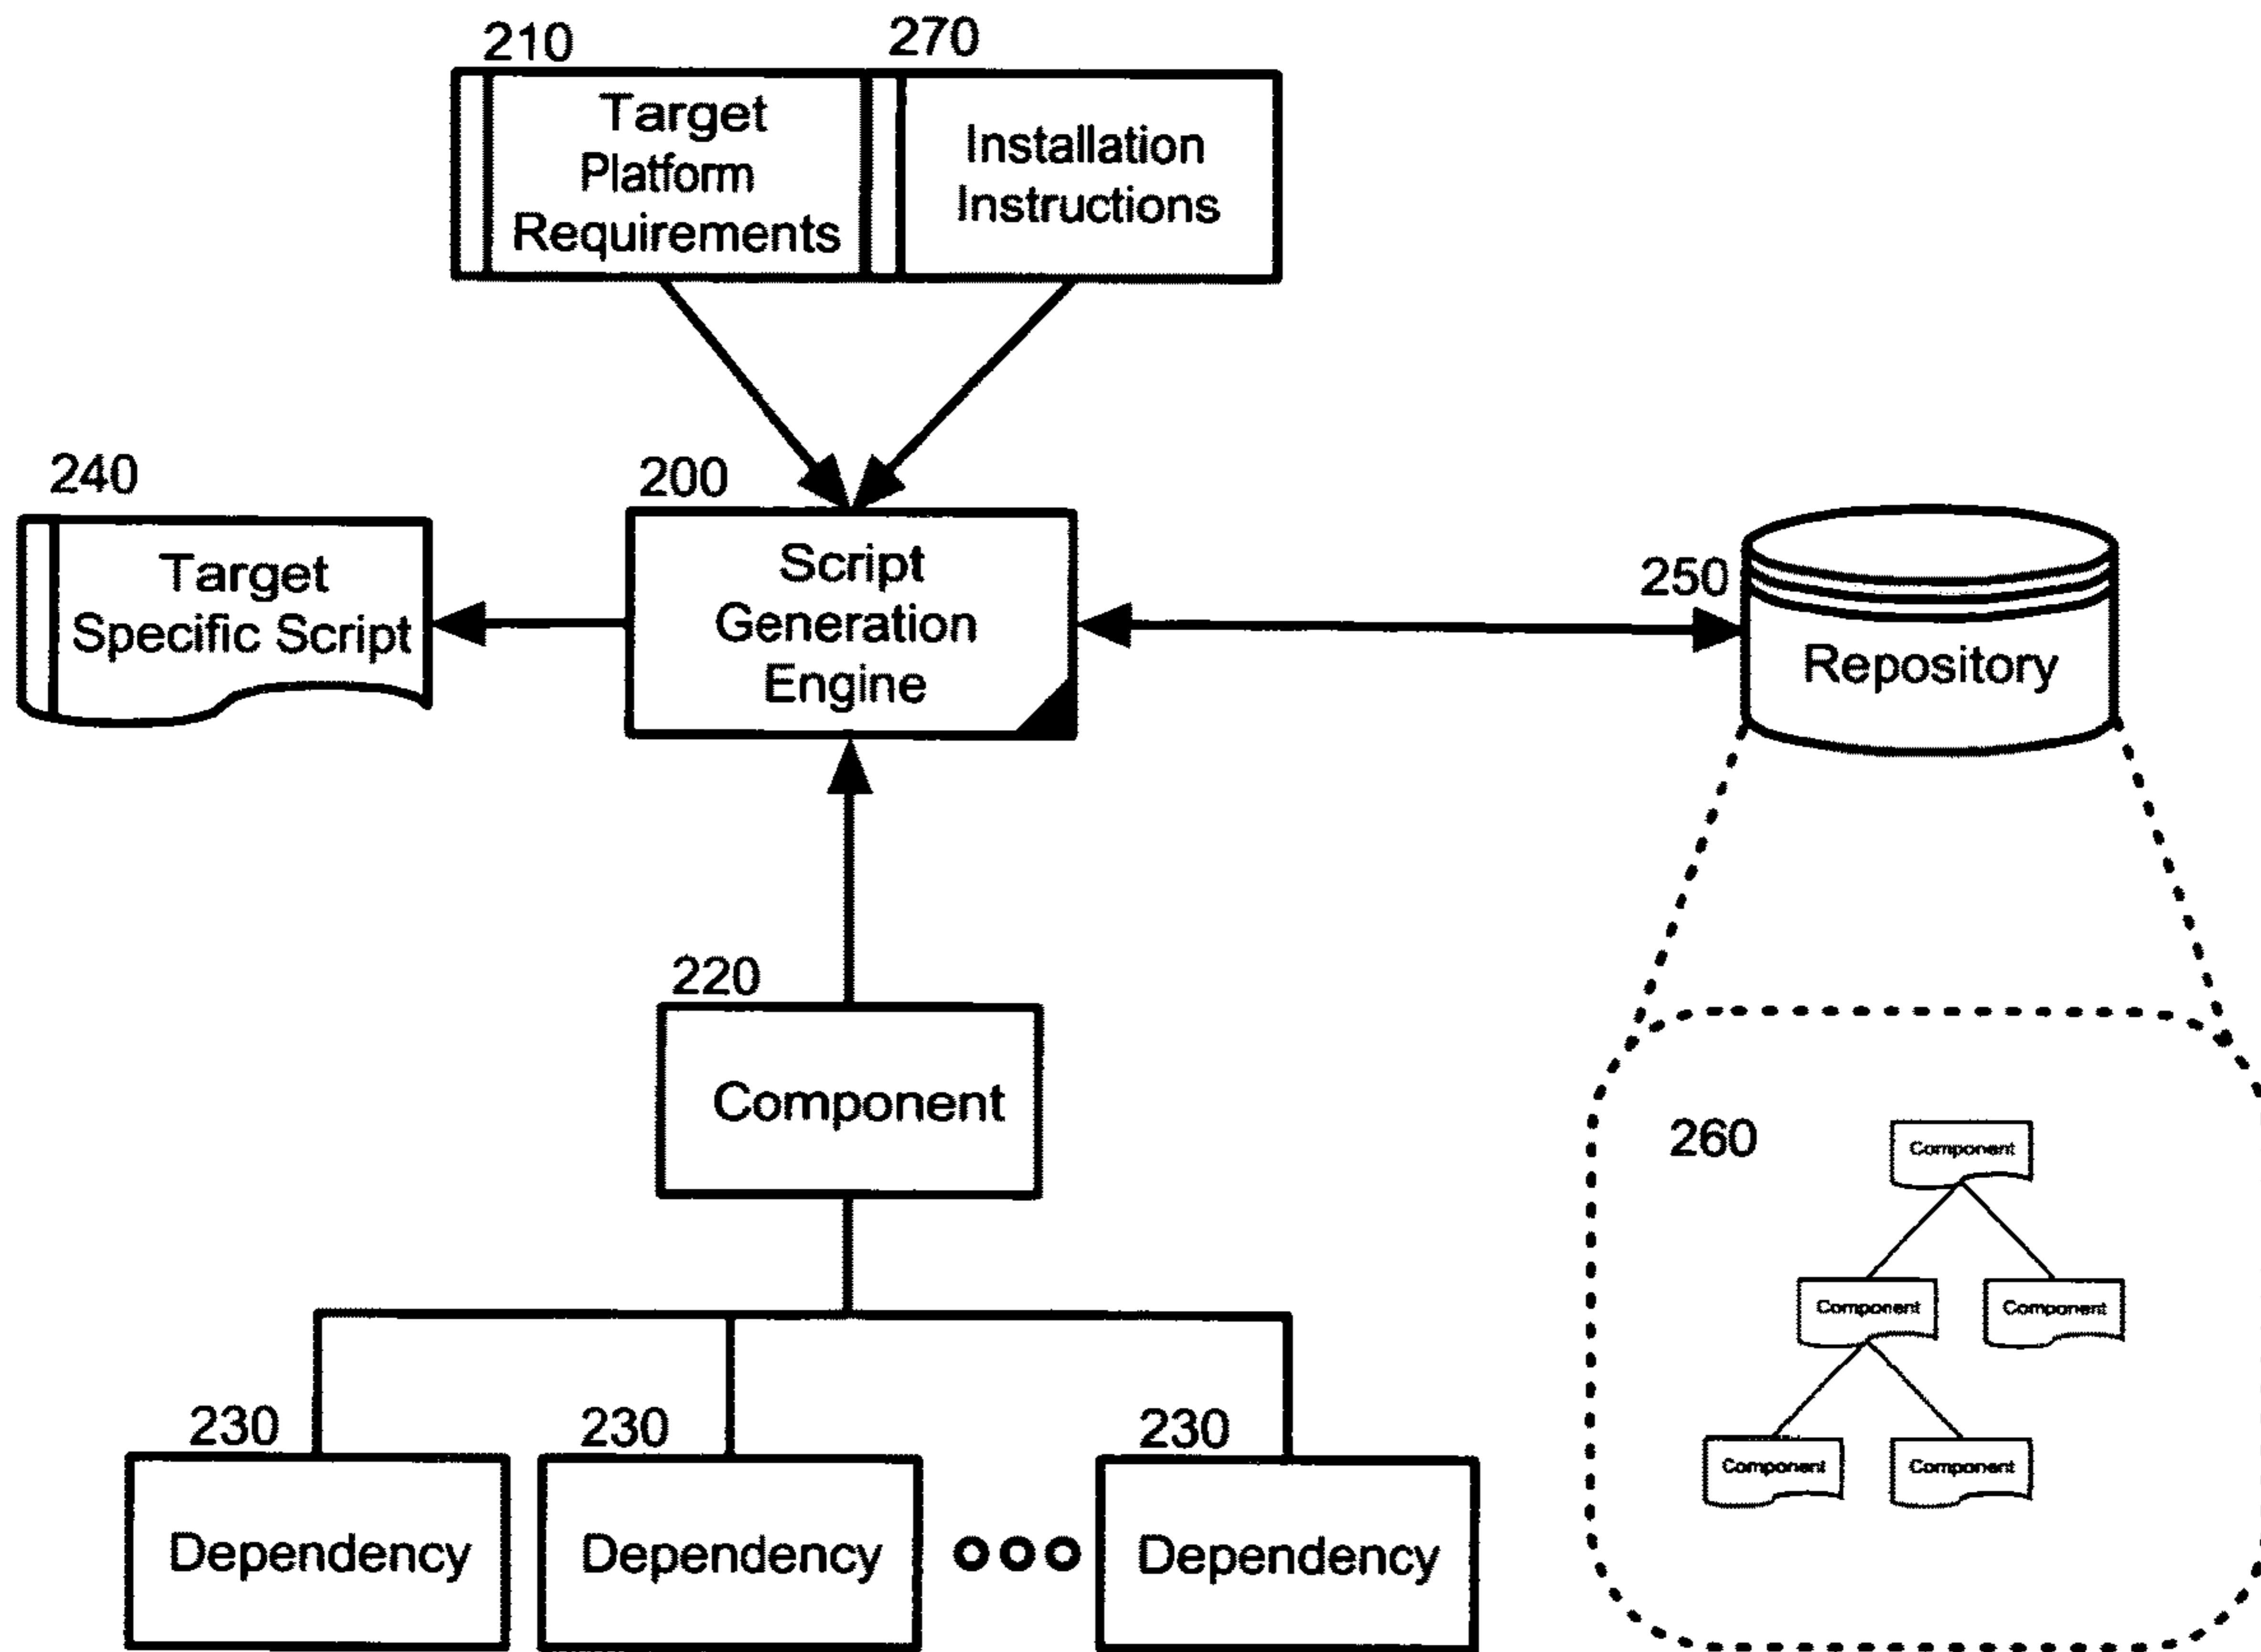 210
270
Target
Platform
Requirements
Installation
Instructions
240
200
250
Target
Specific Script
Script
Generation
Engine
Repository
220
Component
260
Component
Component
Component
Component
Component
230
230
230
Dependency
Dependency
Dependency